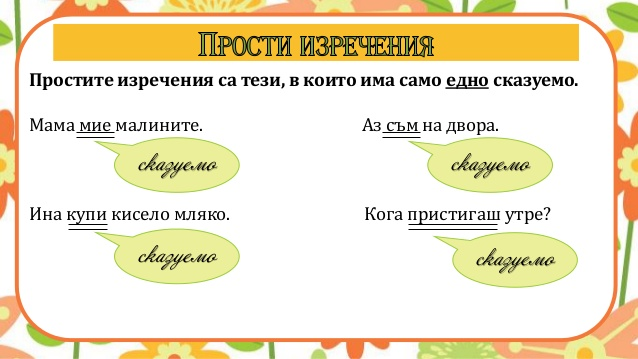 Прости изречения
Простите изречения са тези, в които има само едно сказуемо.
Мама мие малините.
Аз съм на двора.
сказуемо
сказуемо
Ина купи кисело мляко.
Кога пристигаш утре?
сказуемо
сказуемо